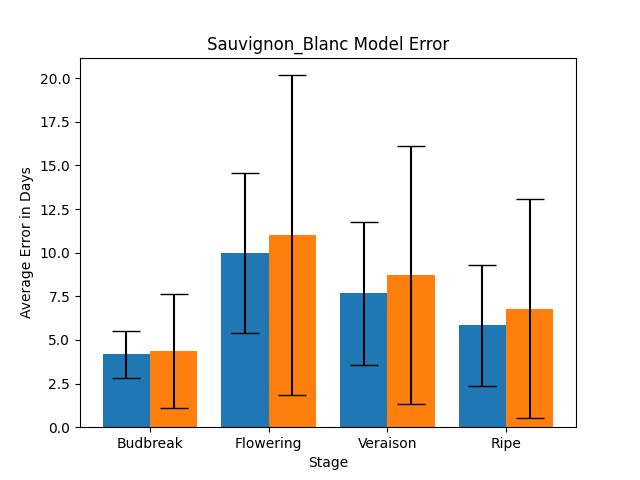 Sauvignon_Blanc Model Error
Average Error in Days
20.0
17.5
15.0
12.5
10.0
7.5
5.0
2.5
0.0
Budbreak Flowering Veraison Ripe
Stage